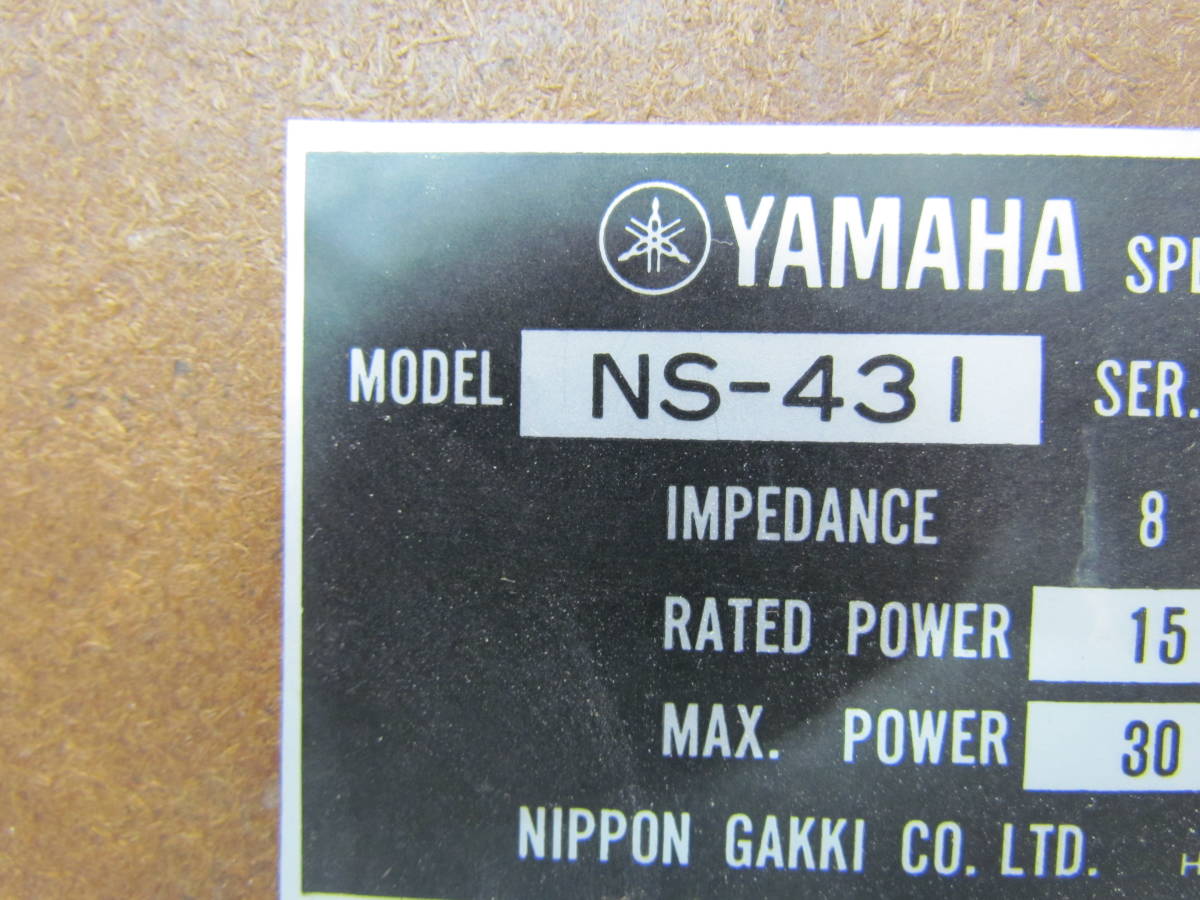 YAMAHA
MODEL NS-431 SER.
IMPEDANCE 8
RATED POWER 15
MAX. POWER 30
NIPPON GAKKI CO. LTD.